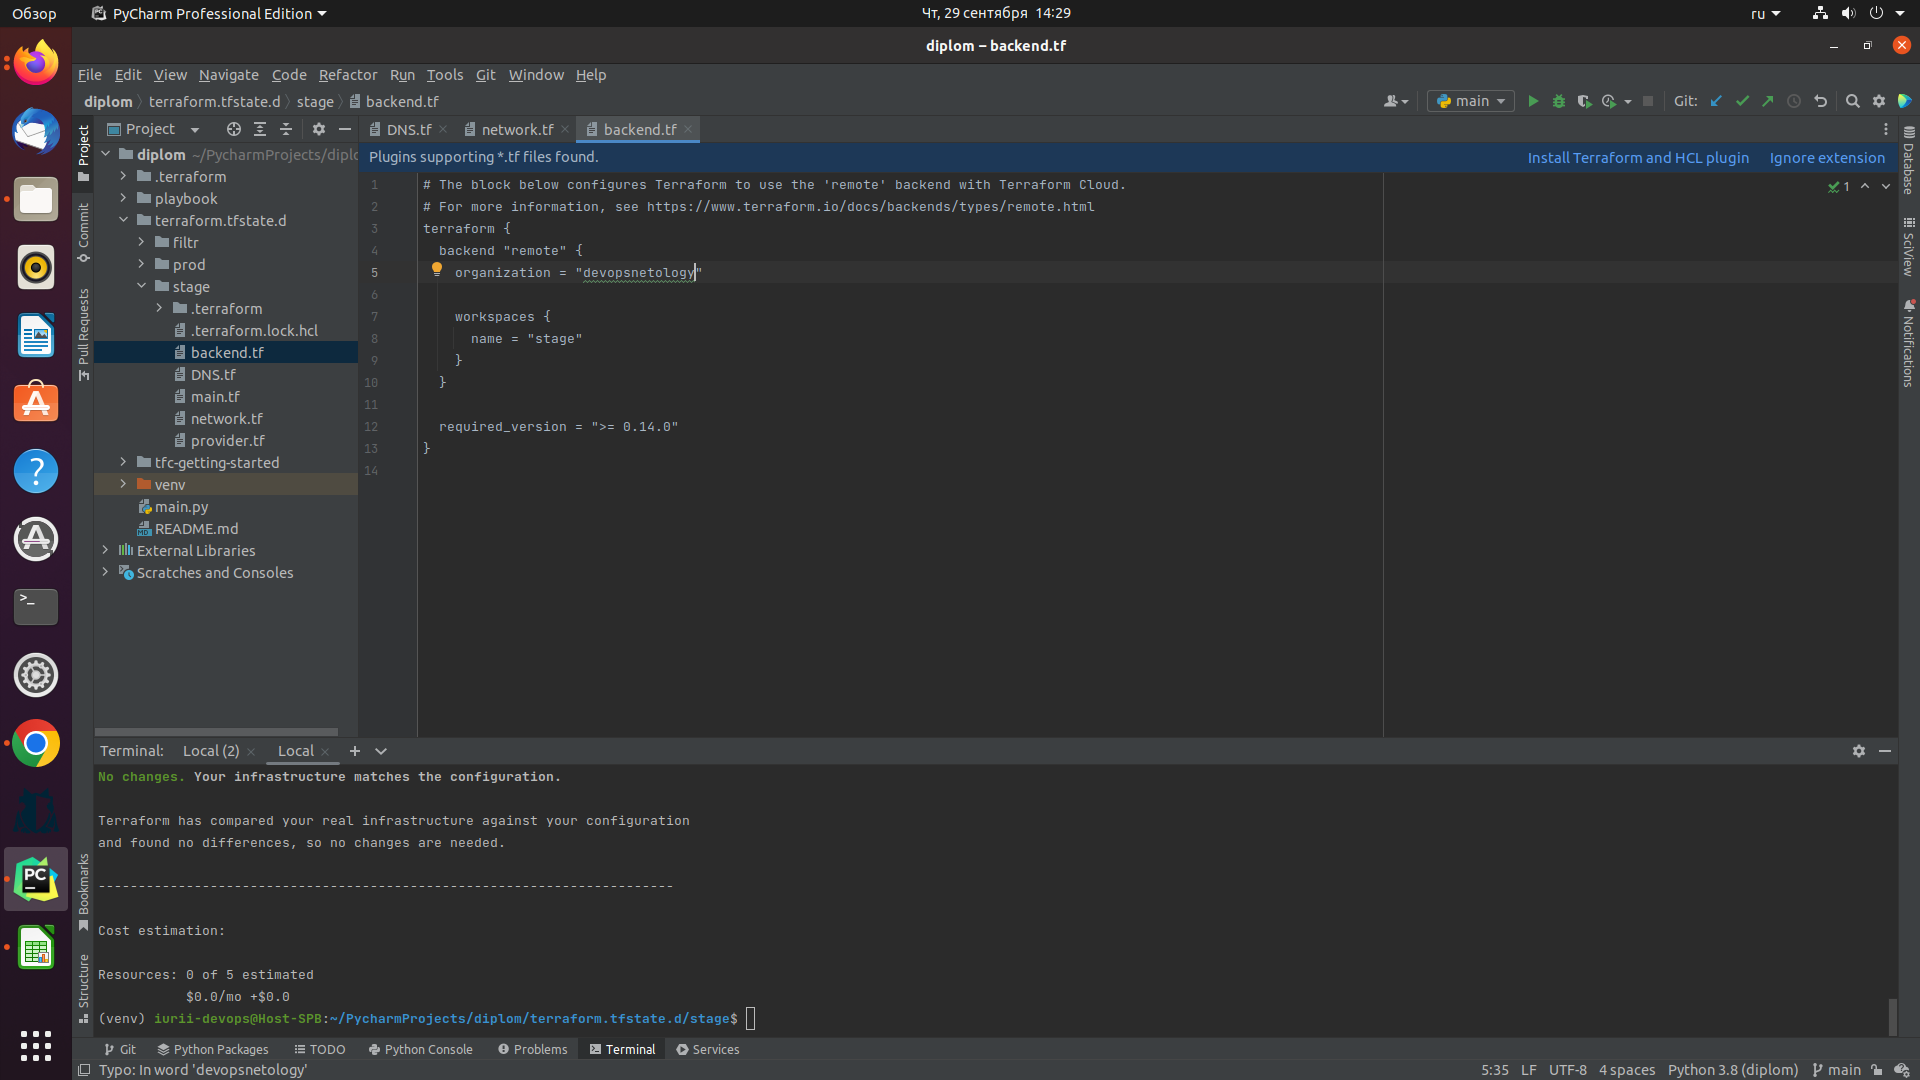 Обзор
PyCharm Professional Edition
Чт, 29 сентября 14:29
ru
diplom – backend.tf
File Edit View Navigate Code Refactor Run Tools Git Window Help
diplom terraform.tfstate.d stage backend.tf
main
Git:
Project
DNS.tf
network.tf
backend.tf
Plugins supporting *.tf files found.
Install Terraform and HCL plugin
Ignore extension
Project
Commit
Pull Requests
Bookmarks
Structure
diplom ~/PycharmProjects/diplo
.terraform
playbook
terraform.tfstate.d
filtr
prod
stage
.terraform
.terraform.lock.hcl
backend.tf
DNS.tf
main.tf
network.tf
provider.tf
tfc-getting-started
venv
main.py
README.md
External Libraries
Scratches and Consoles
1 # The block below configures Terraform to use the 'remote' backend with Terraform Cloud.
2 # For more information, see https://www.terraform.io/docs/backends/types/remote.html
3 terraform {
4 backend "remote" {
5 organization = "devopsnetology"
6
7 workspaces {
8 name = "stage"
9 }
10 }
11
12 required_version = ">= 0.14.0"
13 }
14
1
Database
SciView
Notifications
Terminal: Local (2) Local
No changes. Your infrastructure matches the configuration.
Terraform has compared your real infrastructure against your configuration
and found no differences, so no changes are needed.
------------------------------------------------------------------------
Cost estimation:
Resources: 0 of 5 estimated
$0.0/mo +$0.0
(venv) iurii-devops@Host-SPB:~/PycharmProjects/diplom/terraform.tfstate.d/stage$
Git Python Packages TODO Python Console Problems Terminal Services
Typo: In word 'devopsnetology'
5:35 LF UTF-8 4 spaces Python 3.8 (diplom) main